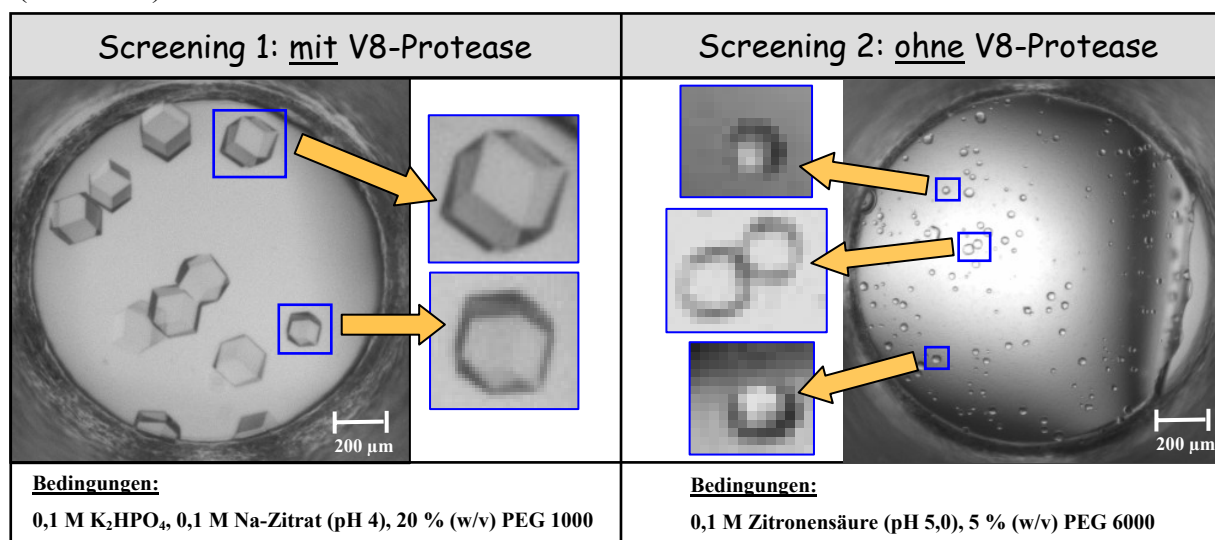 Screening 1: mit V8-Protease
Screening 2: ohne V8-Protease
200 µm
200 µm
Bedingungen:
0,1 M K₂HPO₄, 0,1 M Na-Zitrat (pH 4), 20 % (w/v) PEG 1000
Bedingungen:
0,1 M Zitronensäure (pH 5,0), 5 % (w/v) PEG 6000